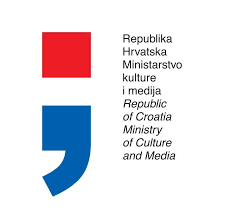 Republika
Hrvatska
Ministarstvo
kulture
i medija
Republic
of Croatia
Ministry
of Culture
and Media